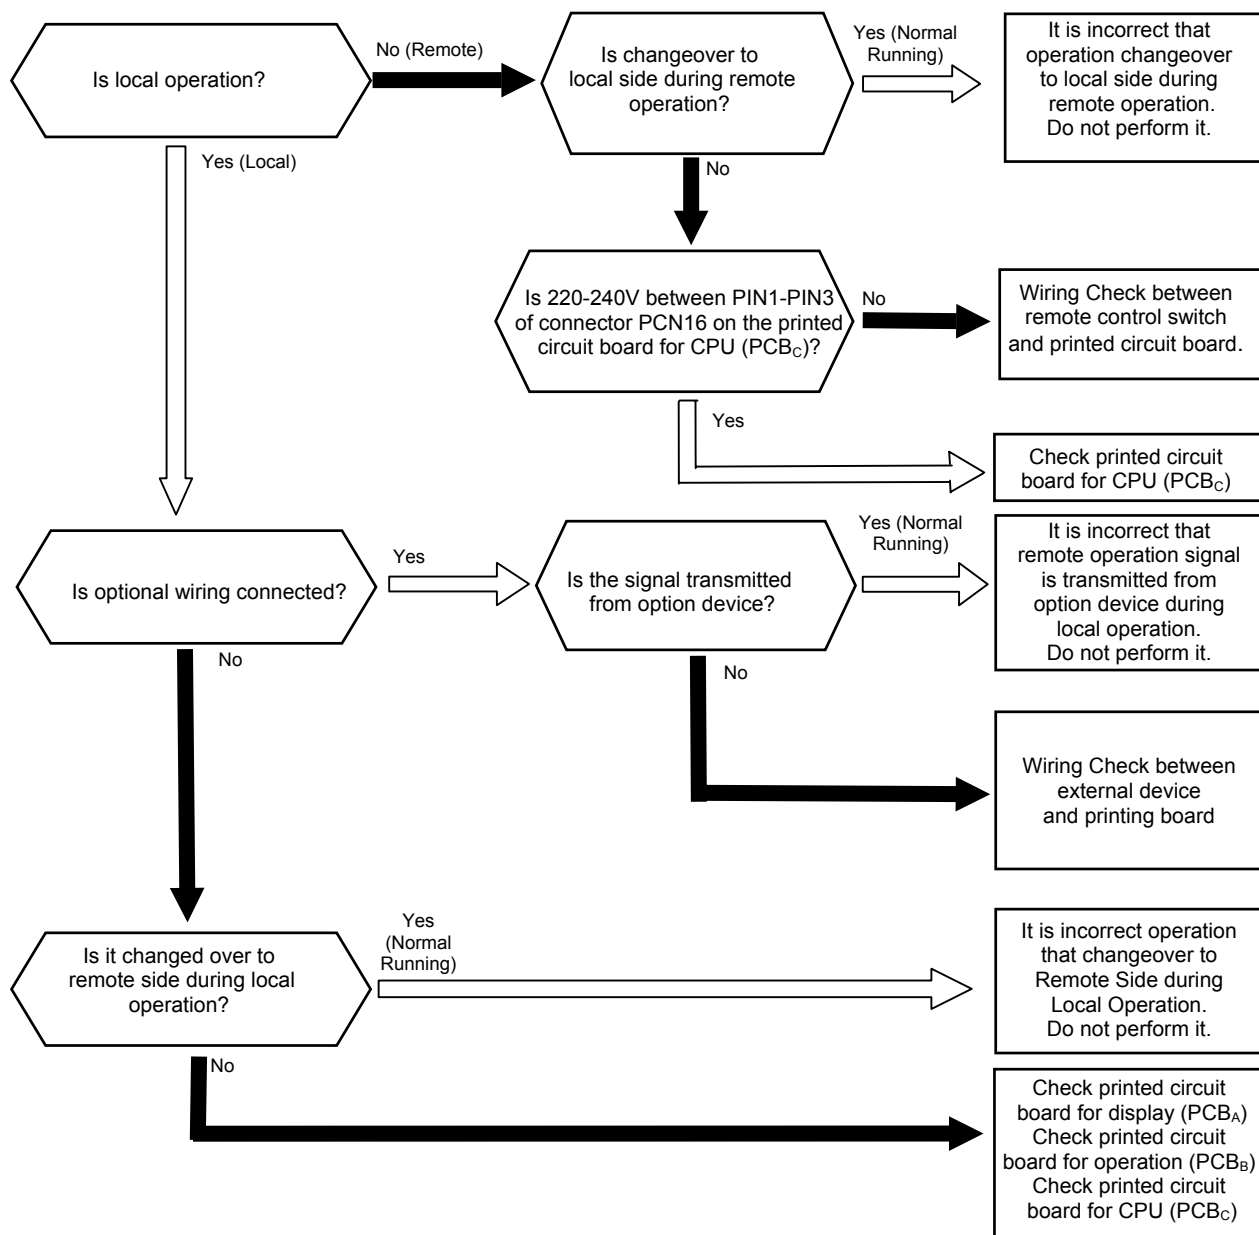 Is local operation?
No (Remote)
Is changeover to
local side during remote
operation?
Yes (Normal
Running)
It is incorrect that
operation changeover
to local side during
remote operation.
Do not perform it.
Yes (Local)
No
Is 220-240V between PIN1-PIN3
of connector PCN16 on the printed
circuit board for CPU (PCBC)?
No
Wiring Check between
remote control switch
and printed circuit board.
Yes
Check printed circuit
board for CPU (PCBC)
Is optional wiring connected?
Yes
Is the signal transmitted
from option device?
Yes (Normal
Running)
It is incorrect that
remote operation signal
is transmitted from
option device during
local operation.
Do not perform it.
No
No
Wiring Check between
external device
and printing board
Is it changed over to
remote side during local
operation?
Yes
(Normal
Running)
It is incorrect operation
that changeover to
Remote Side during
Local Operation.
Do not perform it.
No
Check printed circuit
board for display (PCBA)
Check printed circuit
board for operation (PCBB)
Check printed circuit
board for CPU (PCBC)